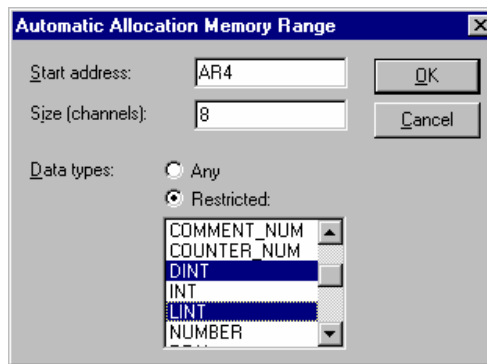 Automatic Allocation Memory Range
Start address: AR4 OK
Size (channels): 8 Cancel
Data types: Any
Restricted:
COMMENT_NUM
COUNTER_NUM
DINT
INT
LINT
NUMBER